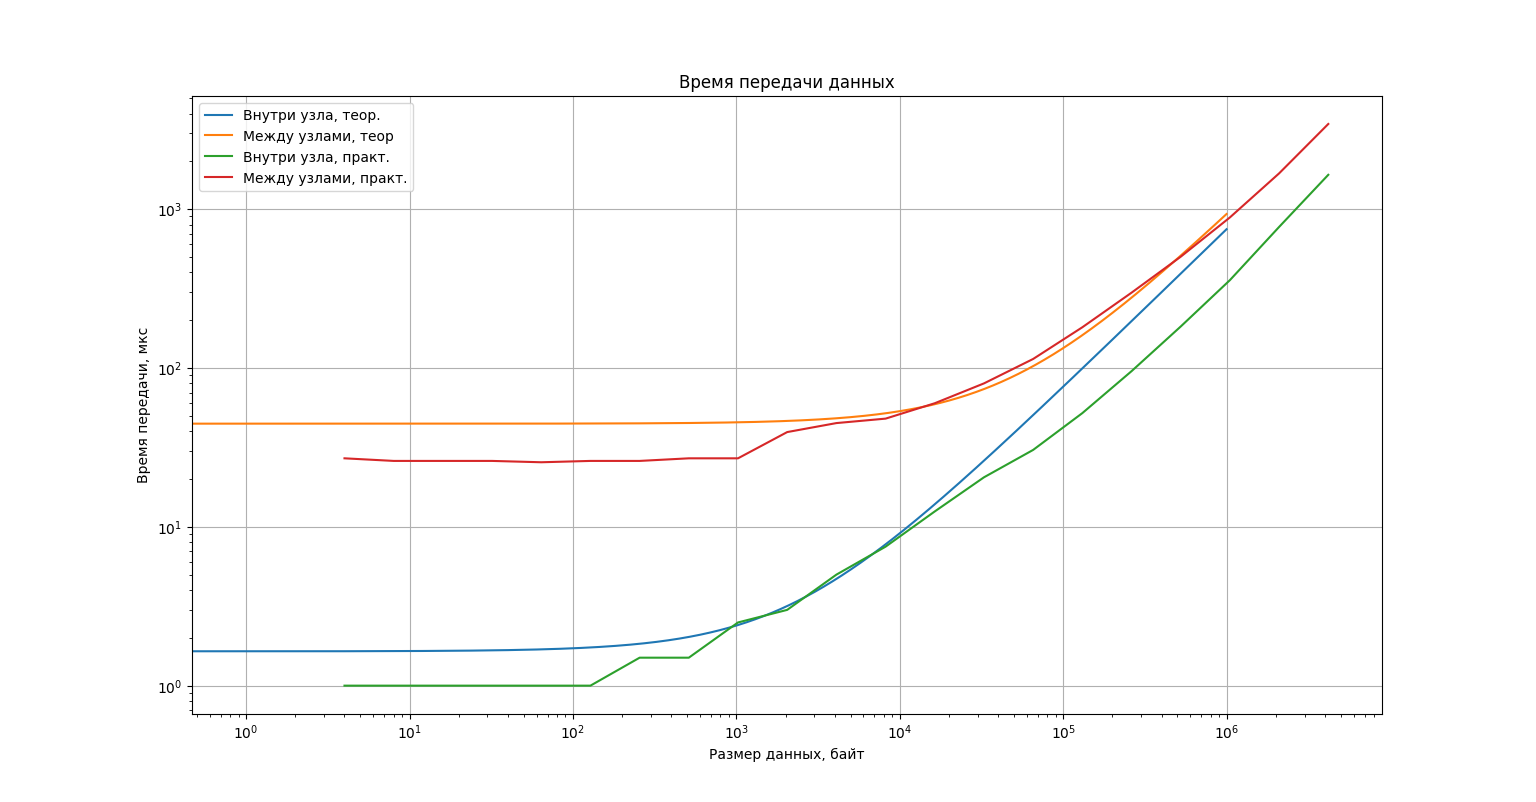 Время передачи данных
Внутри узла, теор.
Между узлами, теор
Внутри узла, практ.
Между узлами, практ.
Время передачи, мкс
10³
10²
10¹
10⁰
10⁰ 10¹ 10² 10³ 10⁴ 10⁵ 10⁶
Размер данных, байт